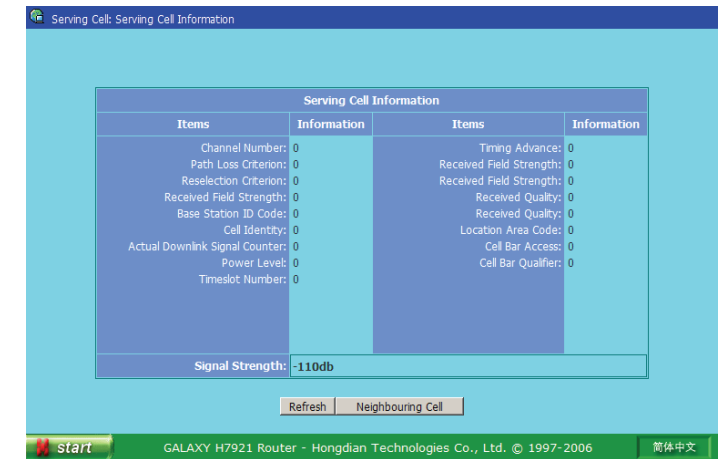 Serving Cell: Serviing Cell Information
Serving Cell Information
Items Information Items Information
Channel Number: 0 Timing Advance: 0
Path Loss Criterion: 0 Received Field Strength: 0
Reselection Criterion: 0 Received Field Strength: 0
Received Field Strength: 0 Received Quality: 0
Base Station ID Code: 0 Received Quality: 0
Cell Identity: 0 Location Area Code: 0
Actual Downlink Signal Counter: 0 Cell Bar Access: 0
Power Level: 0 Cell Bar Qualifier: 0
Timeslot Number: 0
Signal Strength: -110db
Refresh Neighbouring Cell
start GALAXY H7921 Router - Hongdian Technologies Co., Ltd. © 1997-2006 简体中文